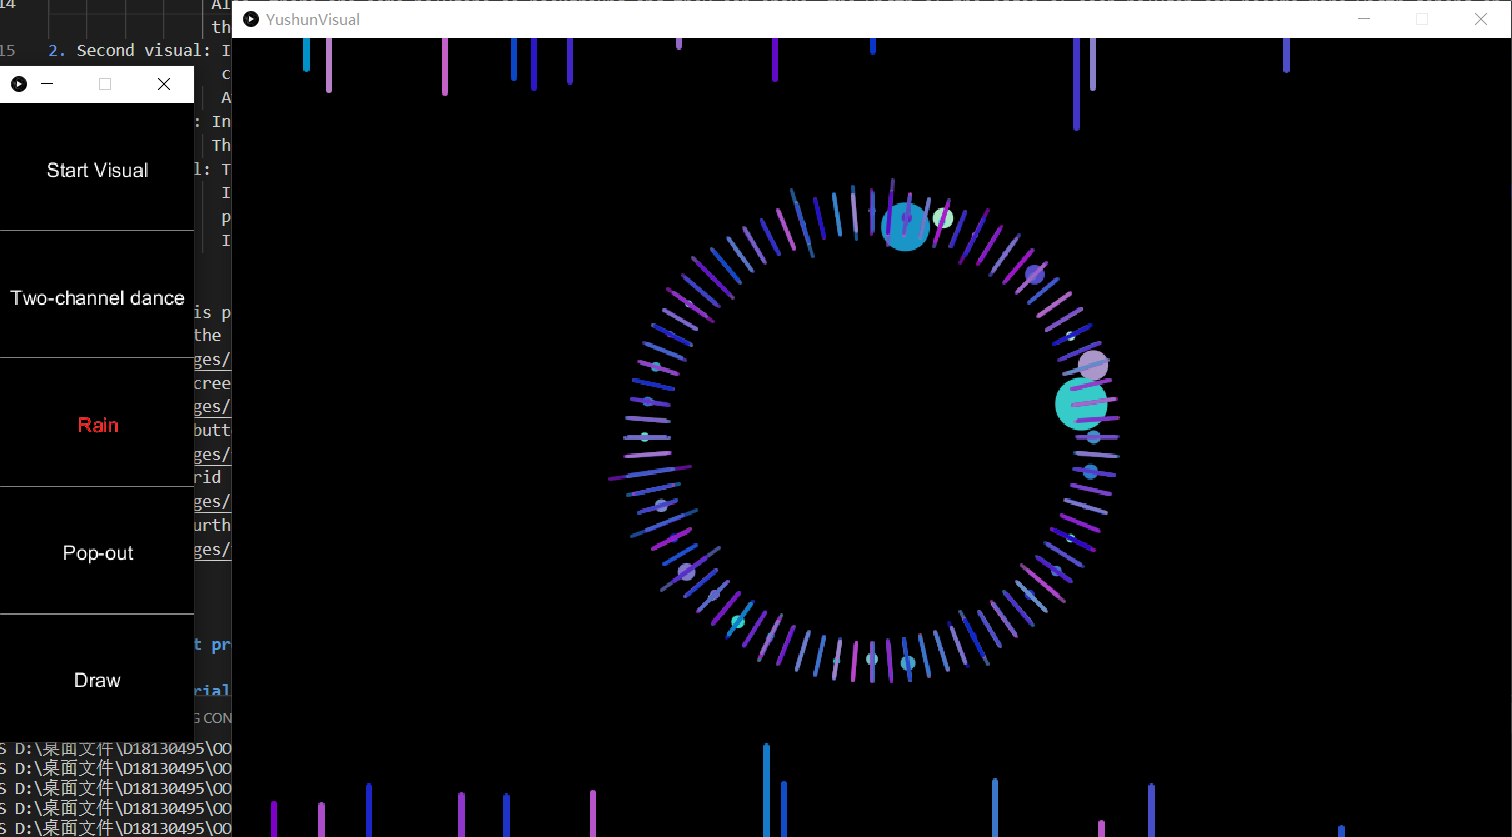 14 Al
th
15 2. Second visual: I
YushunVisual
c
A
: In
Th
l: T
I
p
I
Start Visual
Two-channel dance
Rain
Pop-out
Draw
is p
the
ges/
cree
ges/
butt
ges/
rid
ges/
urth
ges/
t pr
rial
CON
S D:\桌面文件\D18130495\OO
S D:\桌面文件\D18130495\OO
S D:\桌面文件\D18130495\OO
S D:\桌面文件\D18130495\OO
S D:\桌面文件\D18130495\OO